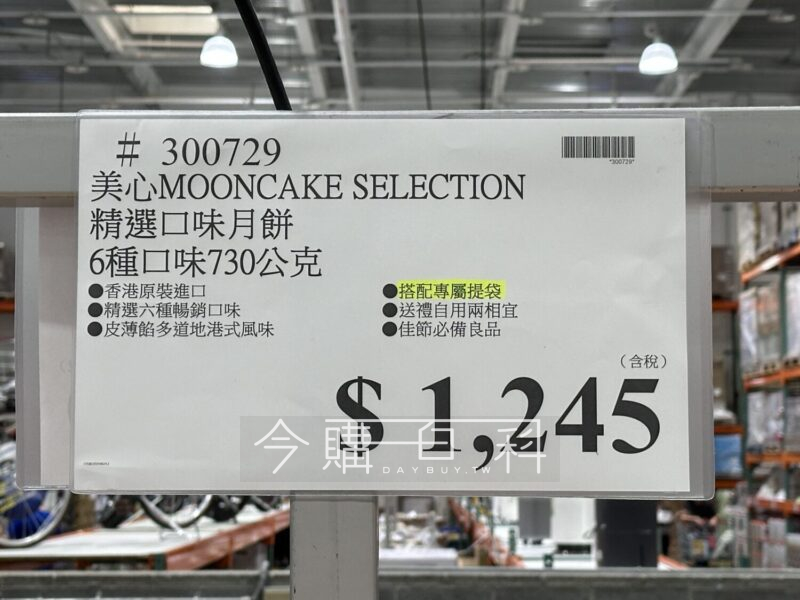 # 300729
*300729*
美心MOONCAKE SELECTION
精選口味月餅
6種口味730公克
●香港原裝進口
●精選六種暢銷口味
●皮薄餡多道地港式風味
●搭配專屬提袋
●送禮自用兩相宜
●佳節必備良品
(含稅)
$ 1,245
今購百科
DAYBUY.TW